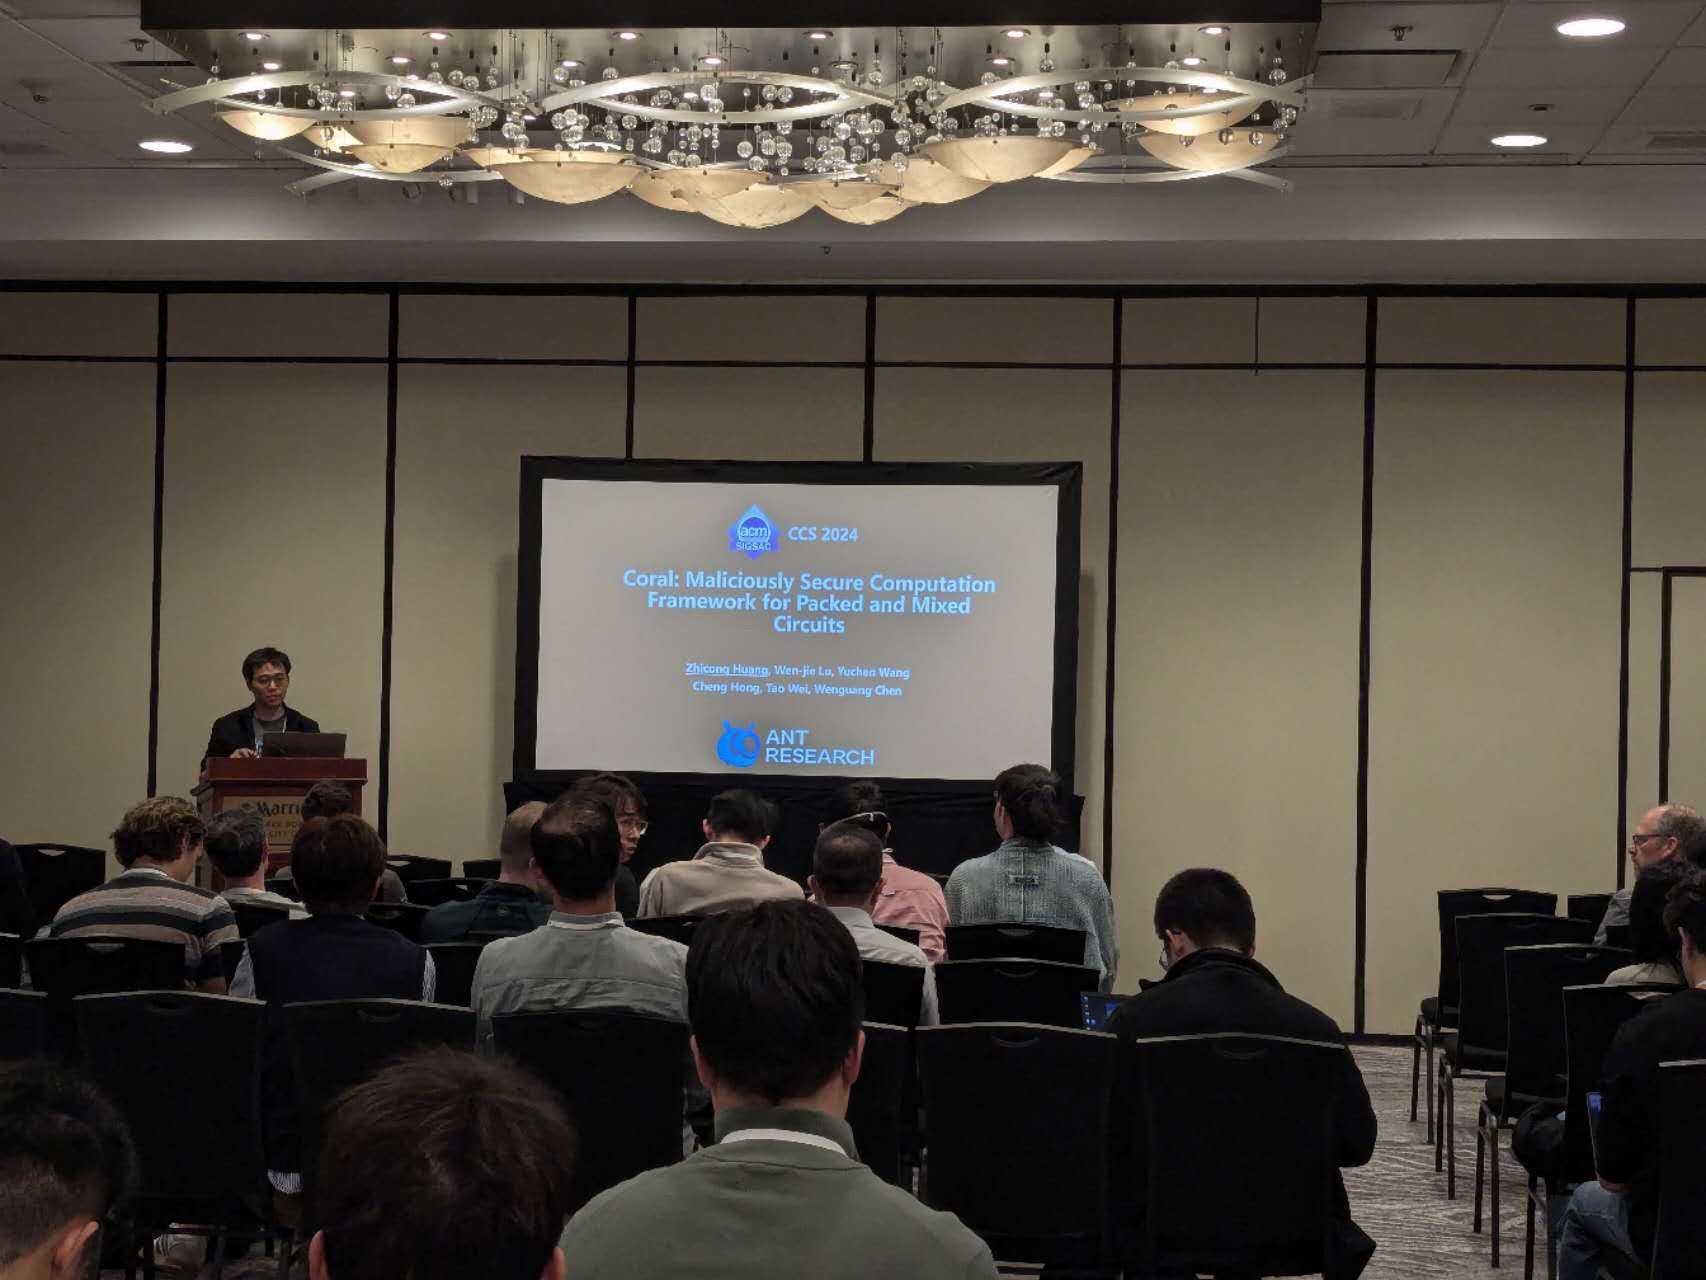 acm
SIGSAC
CCS 2024
Coral: Maliciously Secure Computation
Framework for Packed and Mixed
Circuits
Zhicong Huang, Wen-jie Lu, Yuchen Wang
Cheng Hong, Tao Wei, Wenguang Chen
ANT
RESEARCH